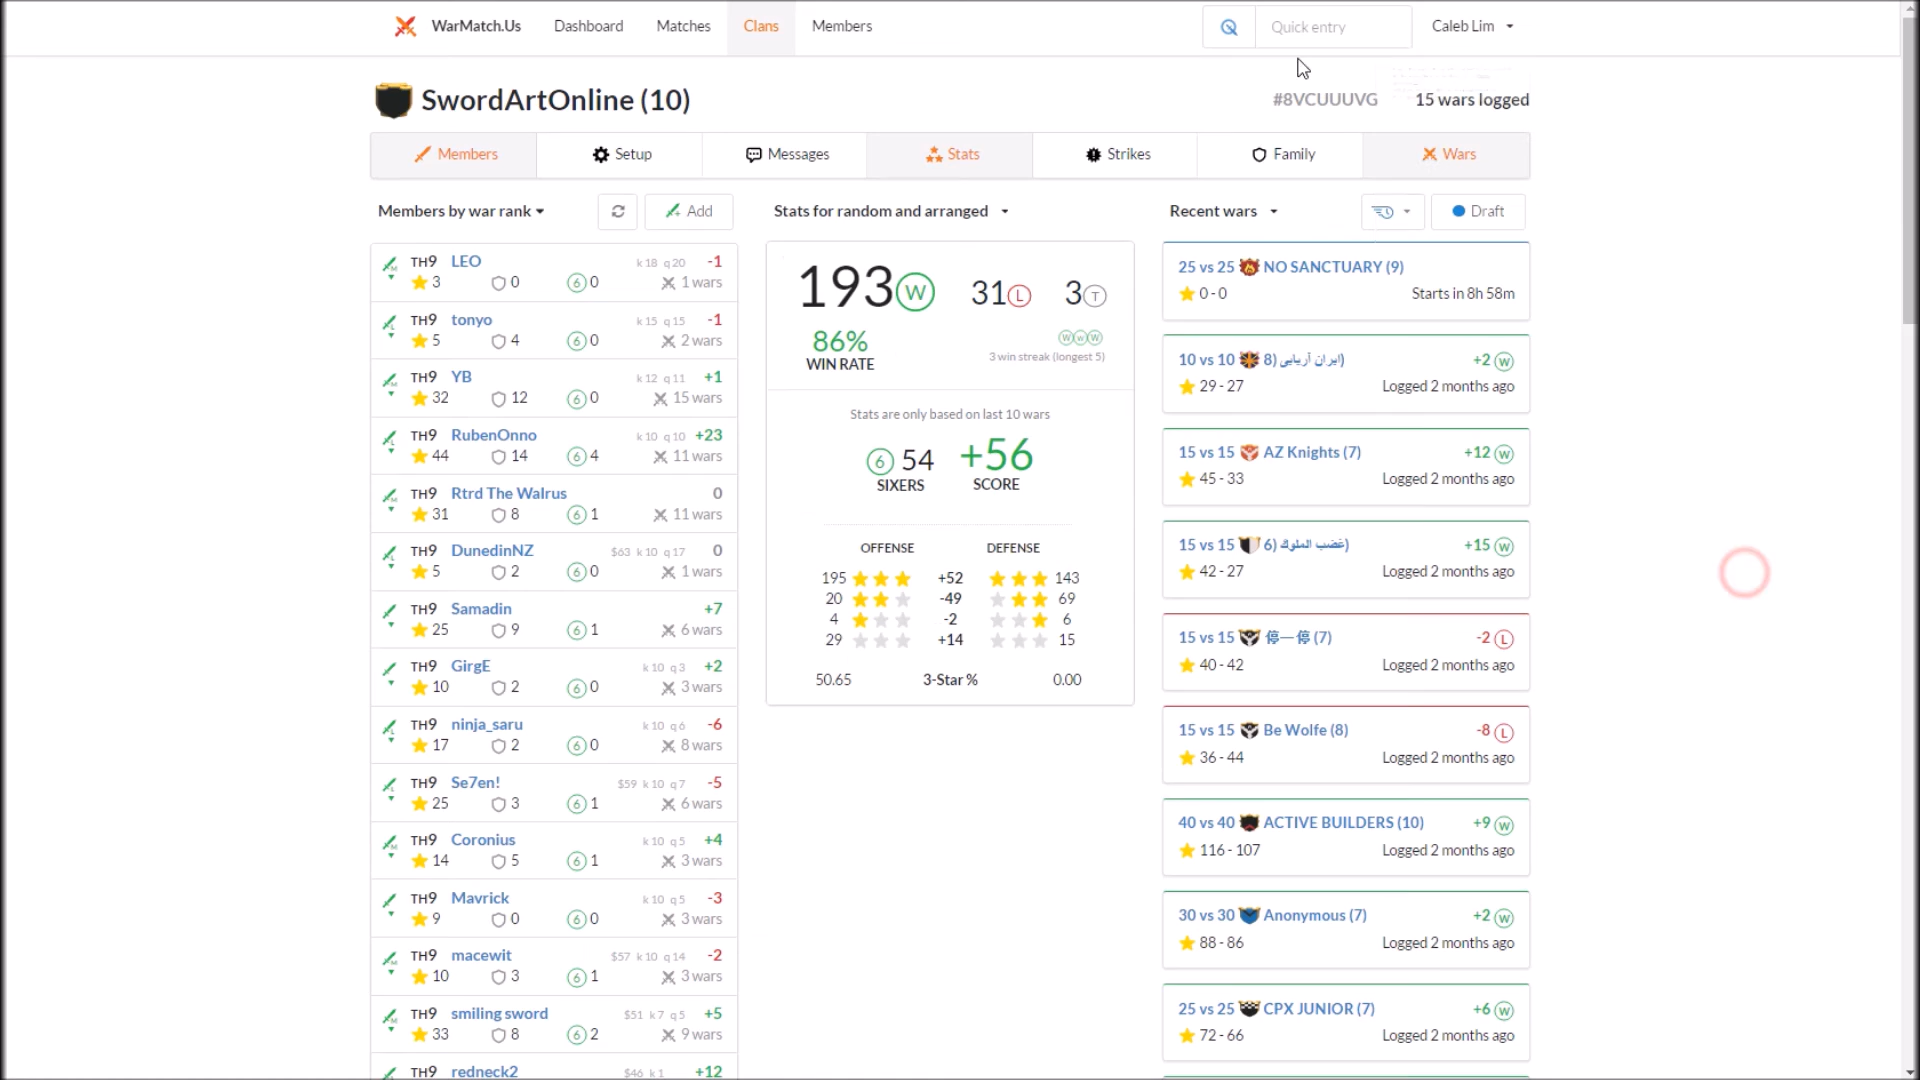 WarMatch.Us Dashboard Matches Clans Members Quick entry Caleb Lim
SwordArtOnline (10) #8VCUUUVG 15 wars logged
Members Setup Messages Stats Strikes Family Wars
Members by war rank Add
TH9 LEO k 18 q 20 -1
3 0 6 0 1 wars
TH9 tonyo k 15 q 15 -1
5 4 6 0 2 wars
TH9 YB k 12 q 11 +1
32 12 6 0 15 wars
TH9 RubenOnno k 10 q 10 +23
44 14 6 4 11 wars
TH9 Rtrd The Walrus 0
31 8 6 1 11 wars
TH9 DunedinNZ $63 k 10 q 17 0
5 2 6 0 1 wars
TH9 Samadin +7
25 9 6 1 6 wars
TH9 GirgE k 10 q 3 +2
10 2 6 0 3 wars
TH9 ninja_saru k 10 q 6 -6
17 2 6 0 8 wars
TH9 Se7en! $59 k 10 q 7 -5
25 3 6 1 6 wars
TH9 Coronius k 10 q 5 +4
14 5 6 1 3 wars
TH9 Mavrick k 10 q 5 -3
9 0 6 0 3 wars
TH9 macewit $57 k 10 q 14 -2
10 3 6 1 3 wars
TH9 smiling sword $51 k 7 q 5 +5
33 8 6 2 9 wars
TH9 redneck2 $46 k 1 +12
Stats for random and arranged
193 W 31 L 3 T
86% W W W
WIN RATE 3 win streak (longest 5)
Stats are only based on last 10 wars
6 54 +56
SIXERS SCORE
OFFENSE DEFENSE
195 +52 143
20 -49 69
4 -2 6
29 +14 15
50.65 3-Star % 0.00
Recent wars Draft
25 vs 25 NO SANCTUARY (9)
0 - 0 Starts in 8h 58m
10 vs 10 ایران آریایی (8) +2 W
29 - 27 Logged 2 months ago
15 vs 15 AZ Knights (7) +12 W
45 - 33 Logged 2 months ago
15 vs 15 غضب الملوك (6) +15 W
42 - 27 Logged 2 months ago
15 vs 15 停一停 (7) -2 L
40 - 42 Logged 2 months ago
15 vs 15 Be Wolfe (8) -8 L
36 - 44 Logged 2 months ago
40 vs 40 ACTIVE BUILDERS (10) +9 W
116 - 107 Logged 2 months ago
30 vs 30 Anonymous (7) +2 W
88 - 86 Logged 2 months ago
25 vs 25 CPX JUNIOR (7) +6 W
72 - 66 Logged 2 months ago